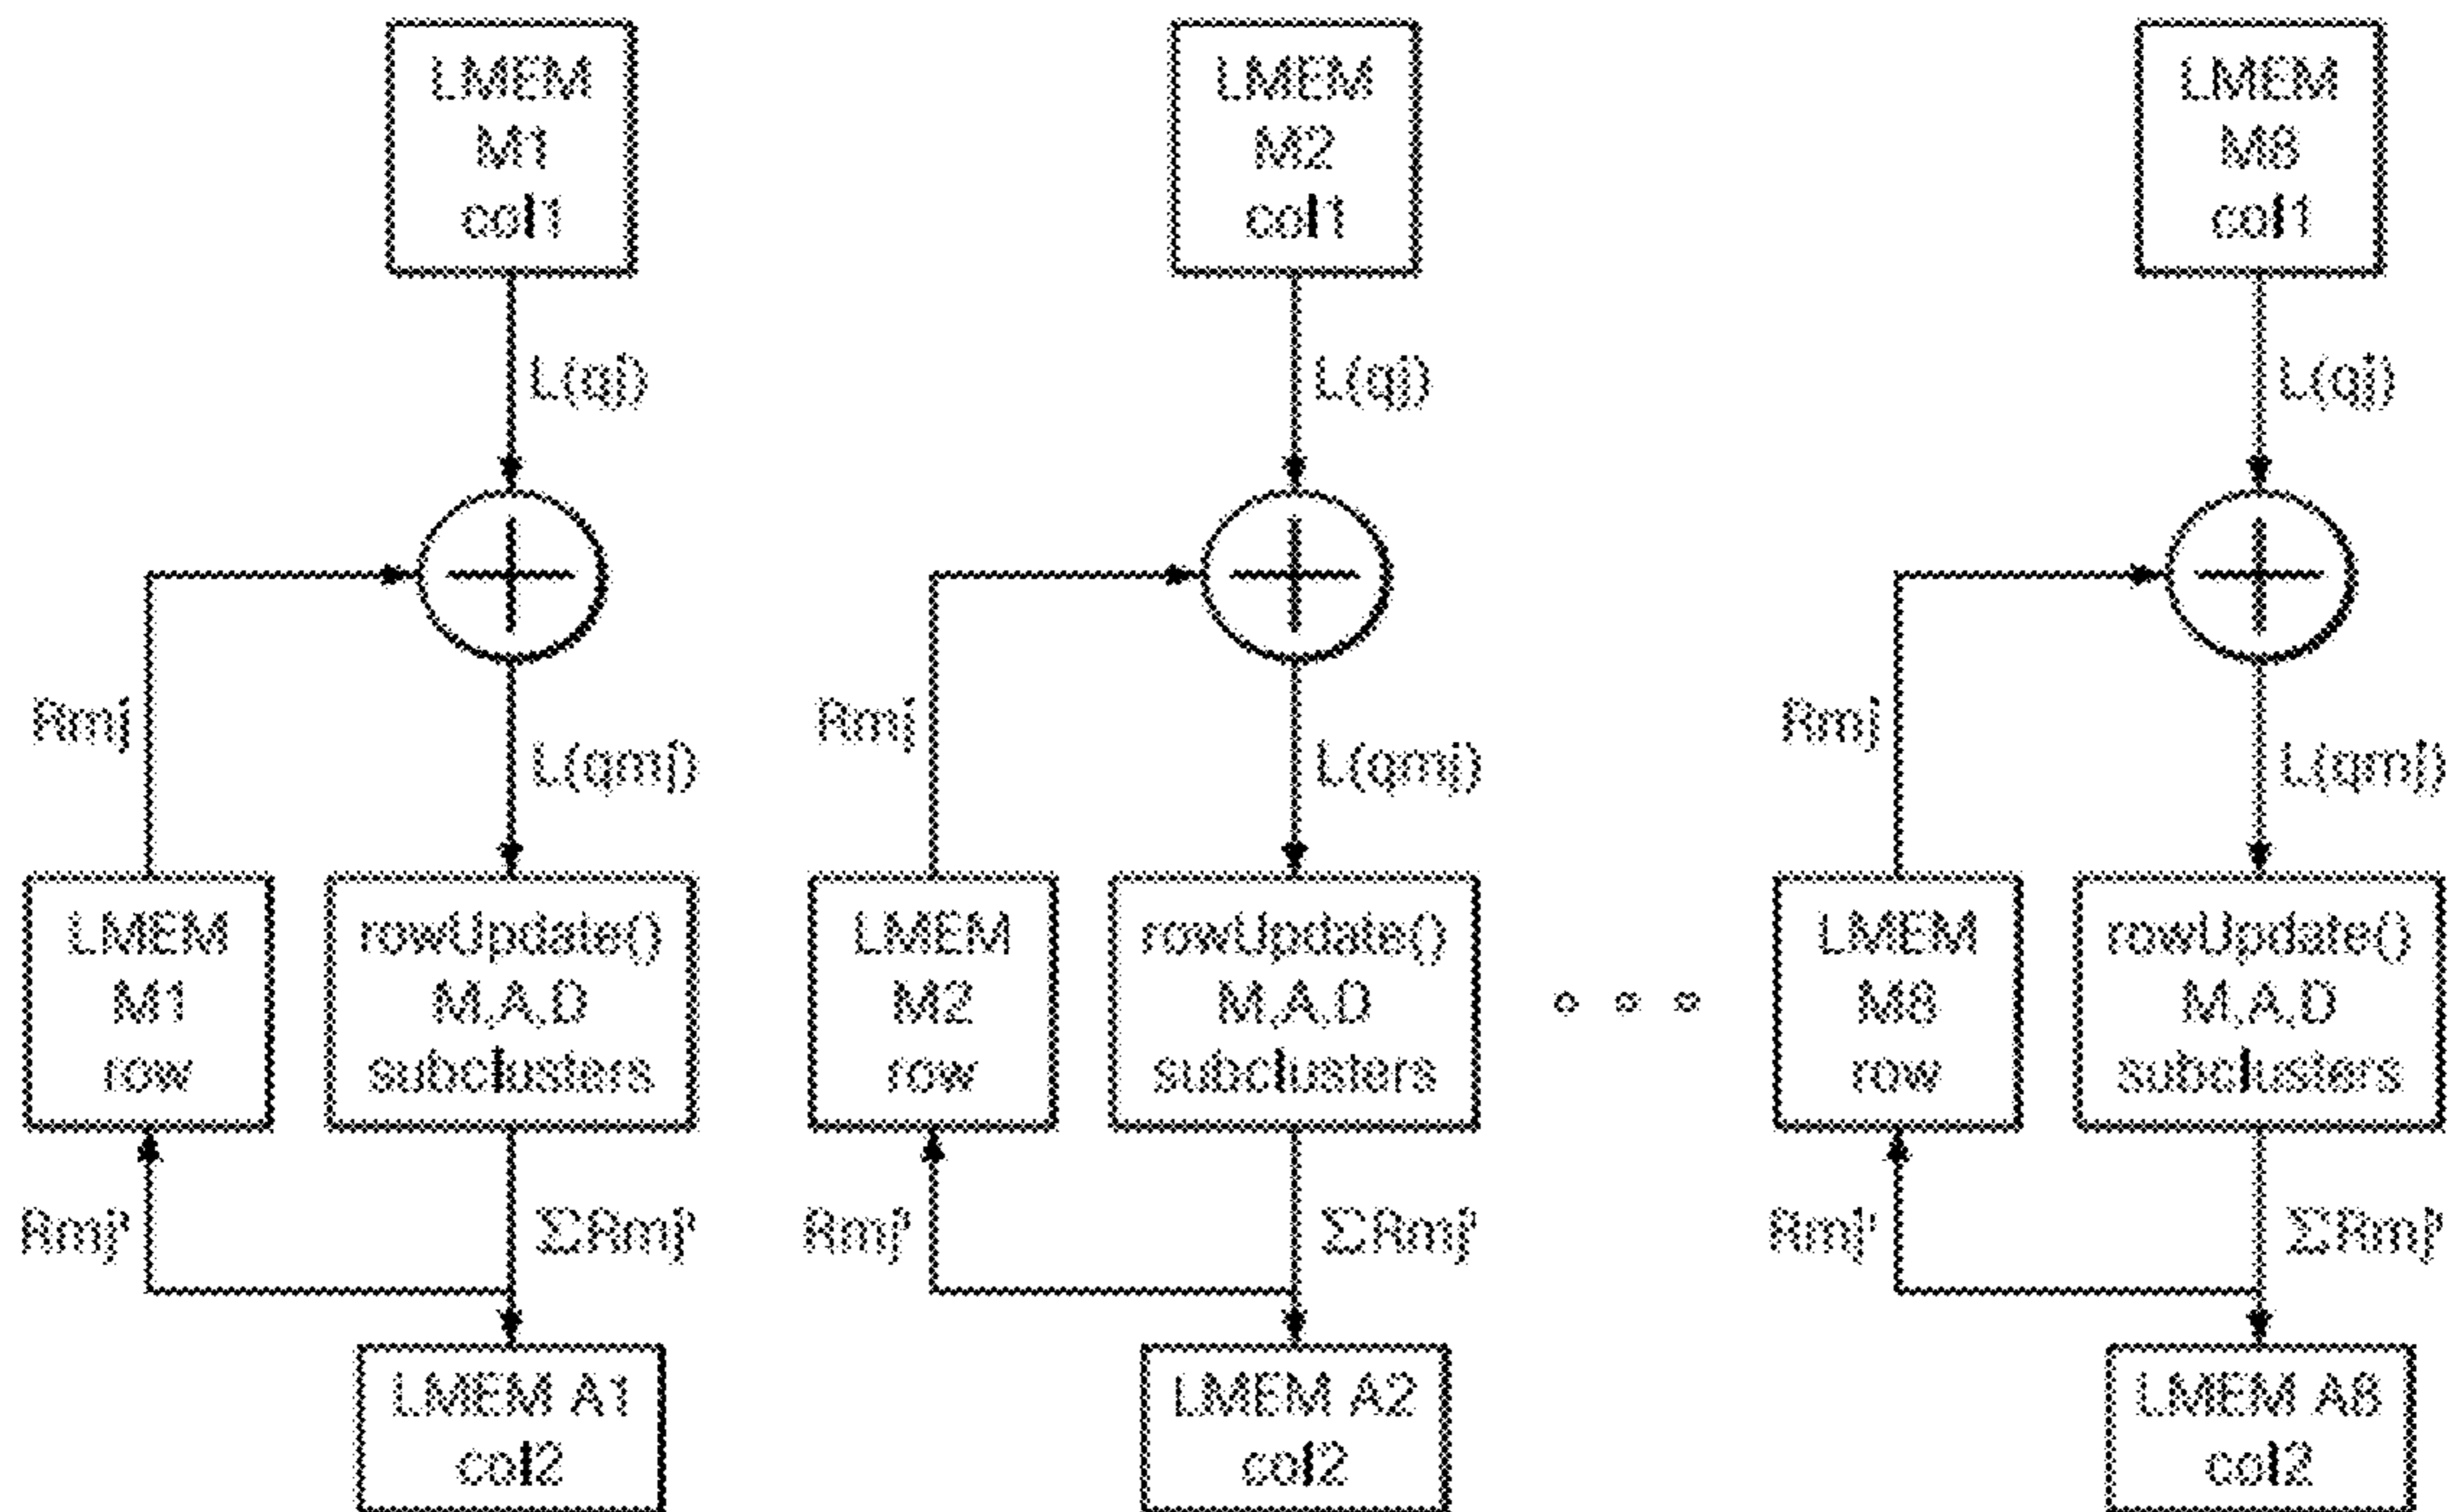 LMEM
M1
col1
LMEM
M2
col1
LMEM
M8
col1
L(qj)
L(qj)
L(qj)
Rmj
L(qmj)
Rmj
L(qmj)
Rmj
L(qmj)
LMEM
M1
row
rowUpdate()
M,A,D
subclusters
LMEM
M2
row
rowUpdate()
M,A,D
subclusters
LMEM
M8
row
rowUpdate()
M,A,D
subclusters
Rmj'
ΣRmj'
Rmj'
ΣRmj'
Rmj'
ΣRmj'
LMEM A1
col2
LMEM A2
col2
LMEM A8
col2